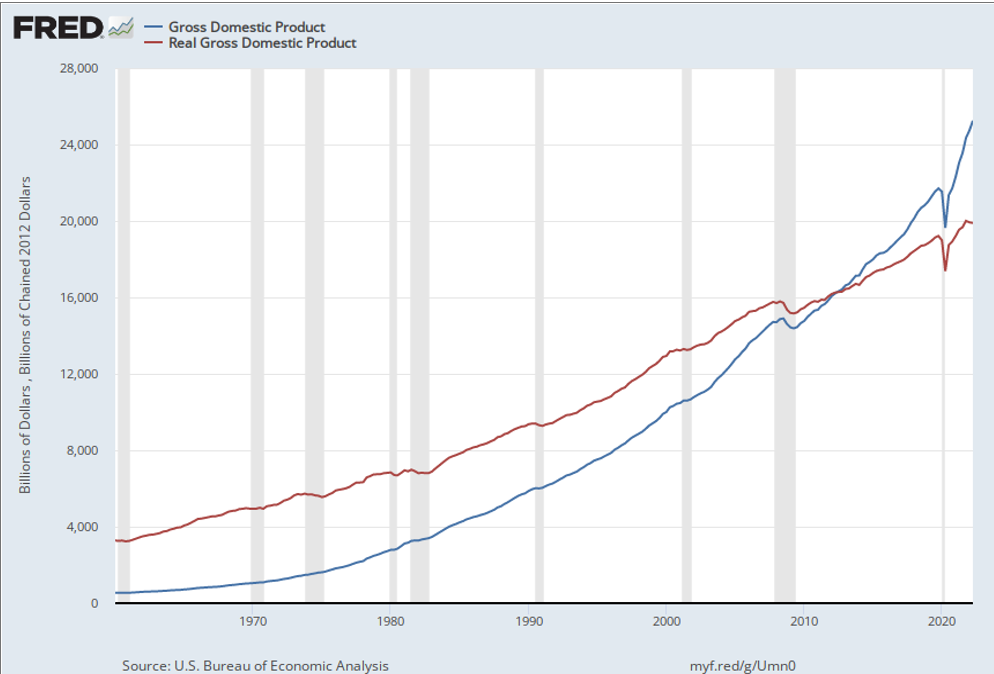 FRED
Gross Domestic Product
Real Gross Domestic Product
28,000
24,000
20,000
16,000
12,000
8,000
4,000
0
Billions of Dollars , Billions of Chained 2012 Dollars
1970 1980 1990 2000 2010 2020
Source: U.S. Bureau of Economic Analysis
myf.red/g/Umn0